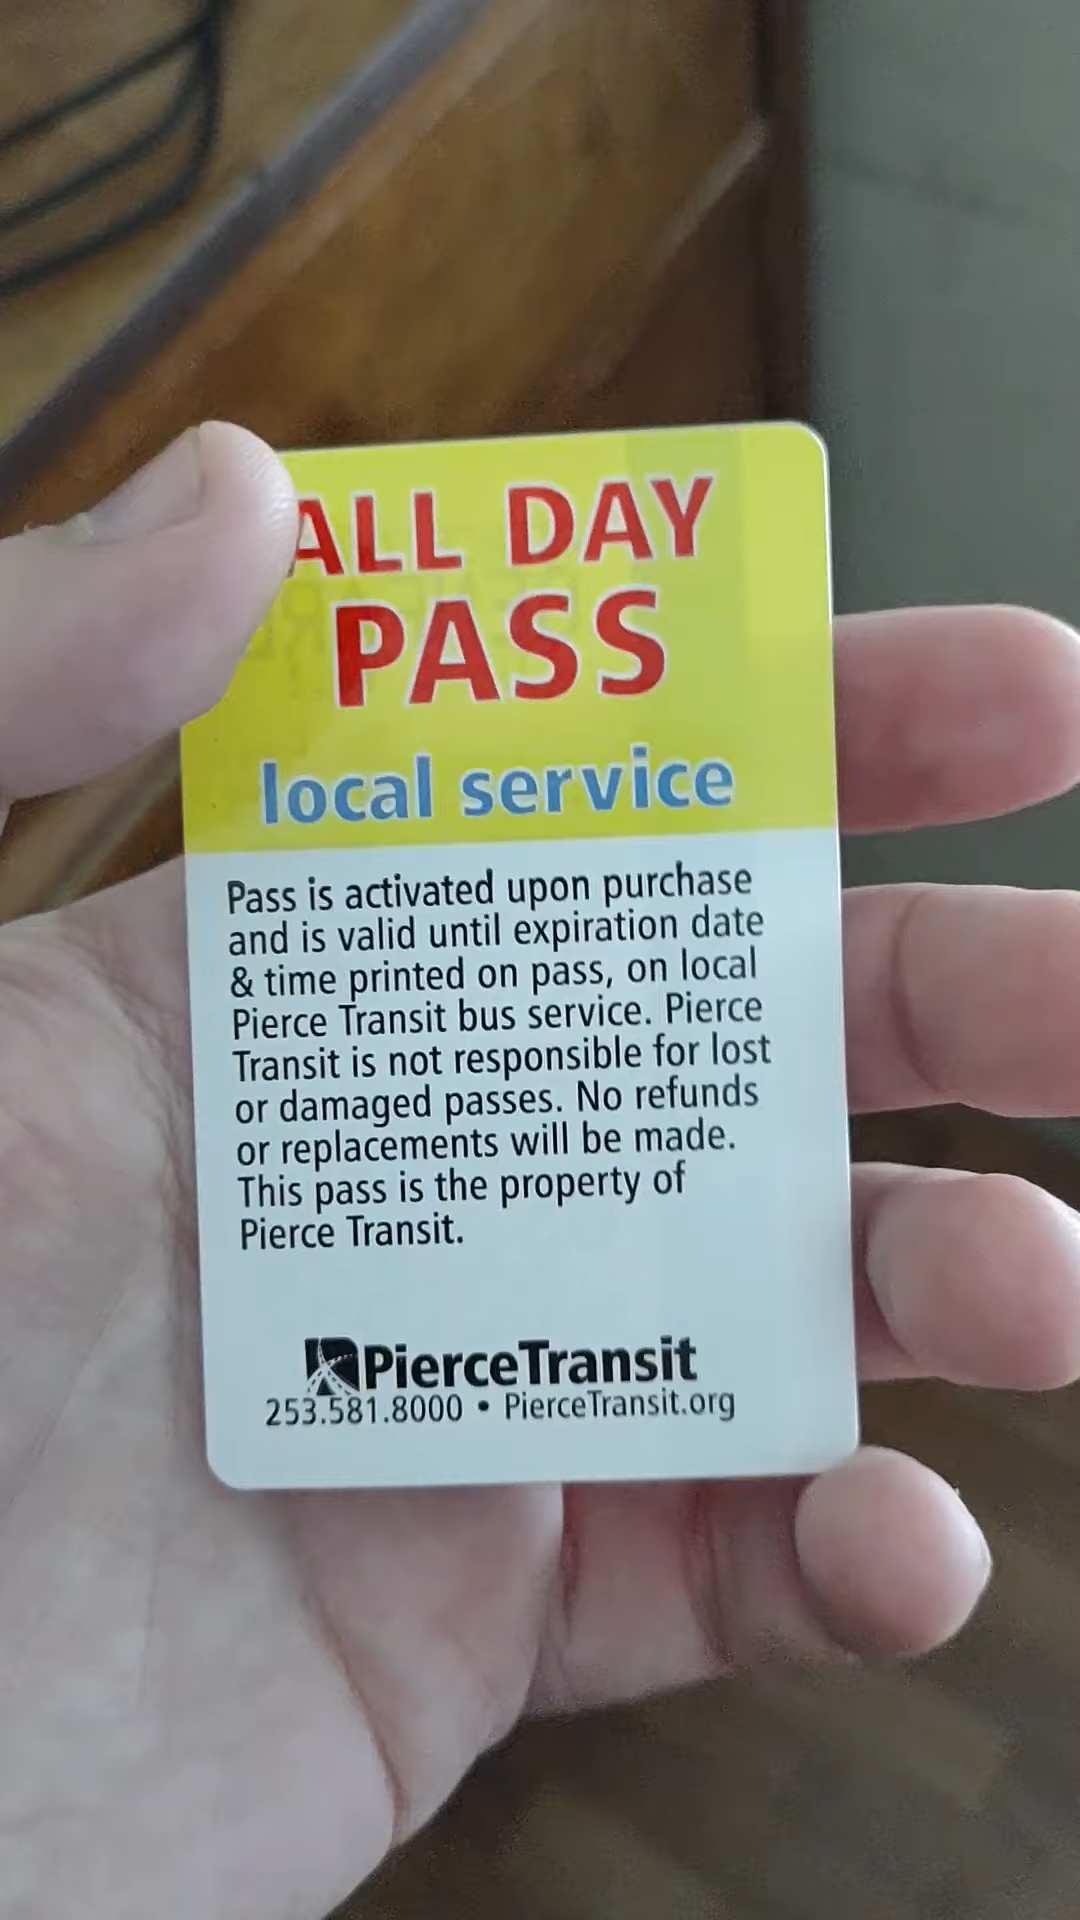 ALL DAY
PASS
local service
Pass is activated upon purchase
and is valid until expiration date
& time printed on pass, on local
Pierce Transit bus service. Pierce
Transit is not responsible for lost
or damaged passes. No refunds
or replacements will be made.
This pass is the property of
Pierce Transit.
PierceTransit
253.581.8000 • PierceTransit.org